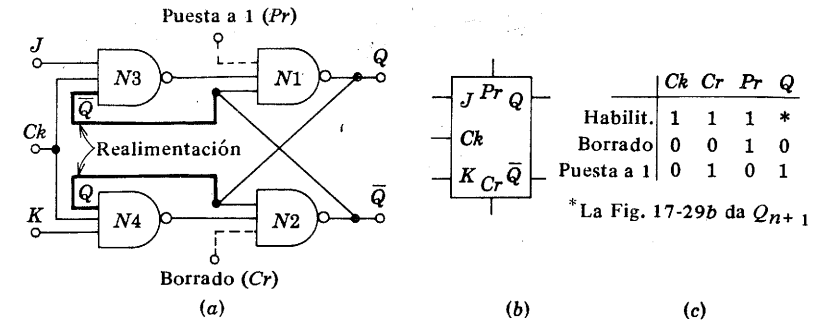 Puesta a 1 (Pr)
J
N3
N1
Q
Q̅
Ck
Realimentación
Q
K
N4
N2
Q̅
Borrado (Cr)
(a)
J Pr Q
Ck
K Cr Q̅
(b)
Ck Cr Pr Q
Habilit. 1 1 1 *
Borrado 0 0 1 0
Puesta a 1 0 1 0 1
*La Fig. 17-29b da Qn+1
(c)